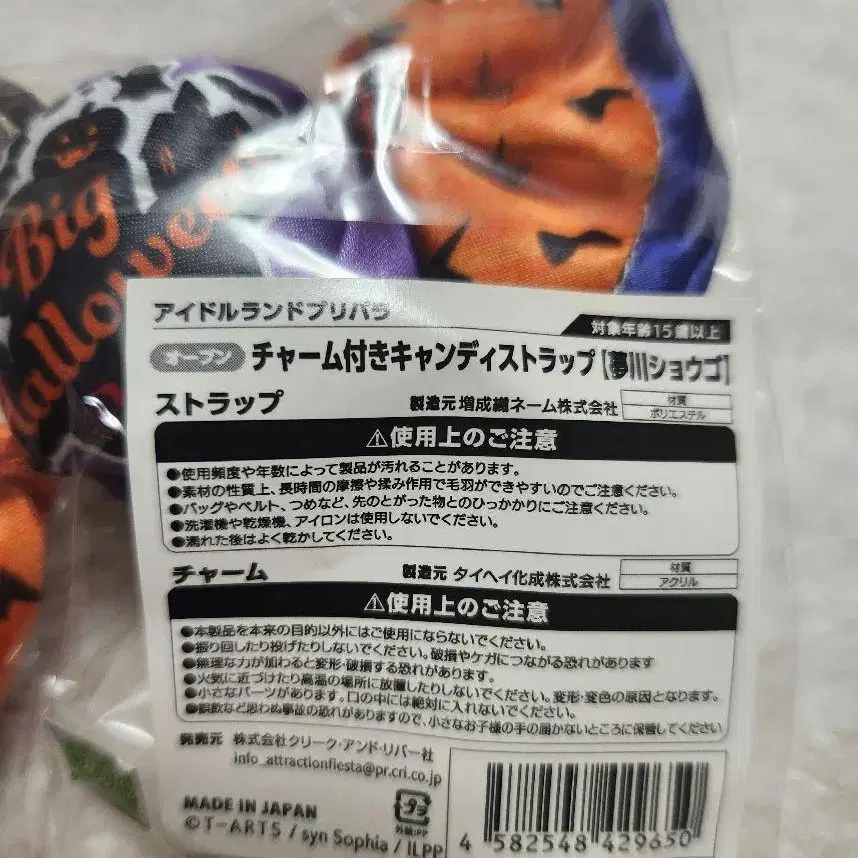 Big
Halloween
アイドルランドプリパラ
対象年齢15歳以上
オープン チャーム付きキャンディストラップ【夢川ショウゴ】
ストラップ 製造元 増成織ネーム株式会社 材質 ポリエステル
⚠使用上のご注意
●使用頻度や年数によって製品が汚れることがあります。
●素材の性質上、長時間の摩擦や揉み作用で毛羽ができやすいのでご注意ください。
●バッグやベルト、つめなど、先のとがった物とのひっかかりにご注意ください。
●洗濯機や乾燥機、アイロンは使用しないでください。
●濡れた後はよく乾かしてください。
チャーム 製造元 タイヘイ化成株式会社 材質 アクリル
⚠使用上のご注意
●本製品を本来の目的以外にはご使用にならないでください。
●振り回したり投げたりしないでください。破損やケガにつながる恐れがあります
●無理な力が加わると変形・破損する恐れがあります。
●火気に近づけたり高温の場所に放置したりしないでください。変形・変色の原因となります。
●小さなパーツがあります。口の中には絶対に入れないでください。
●誤飲など思わぬ事故の恐れがありますので、小さなお子様の手の届かないところに保管してください
発売元 株式会社クリーク・アンド・リバー社
info_attractionfiesta@pr.cri.co.jp
MADE IN JAPAN
プラ
外装:PP
©T-ARTS / syn Sophia / ILPP
4 582548 429650